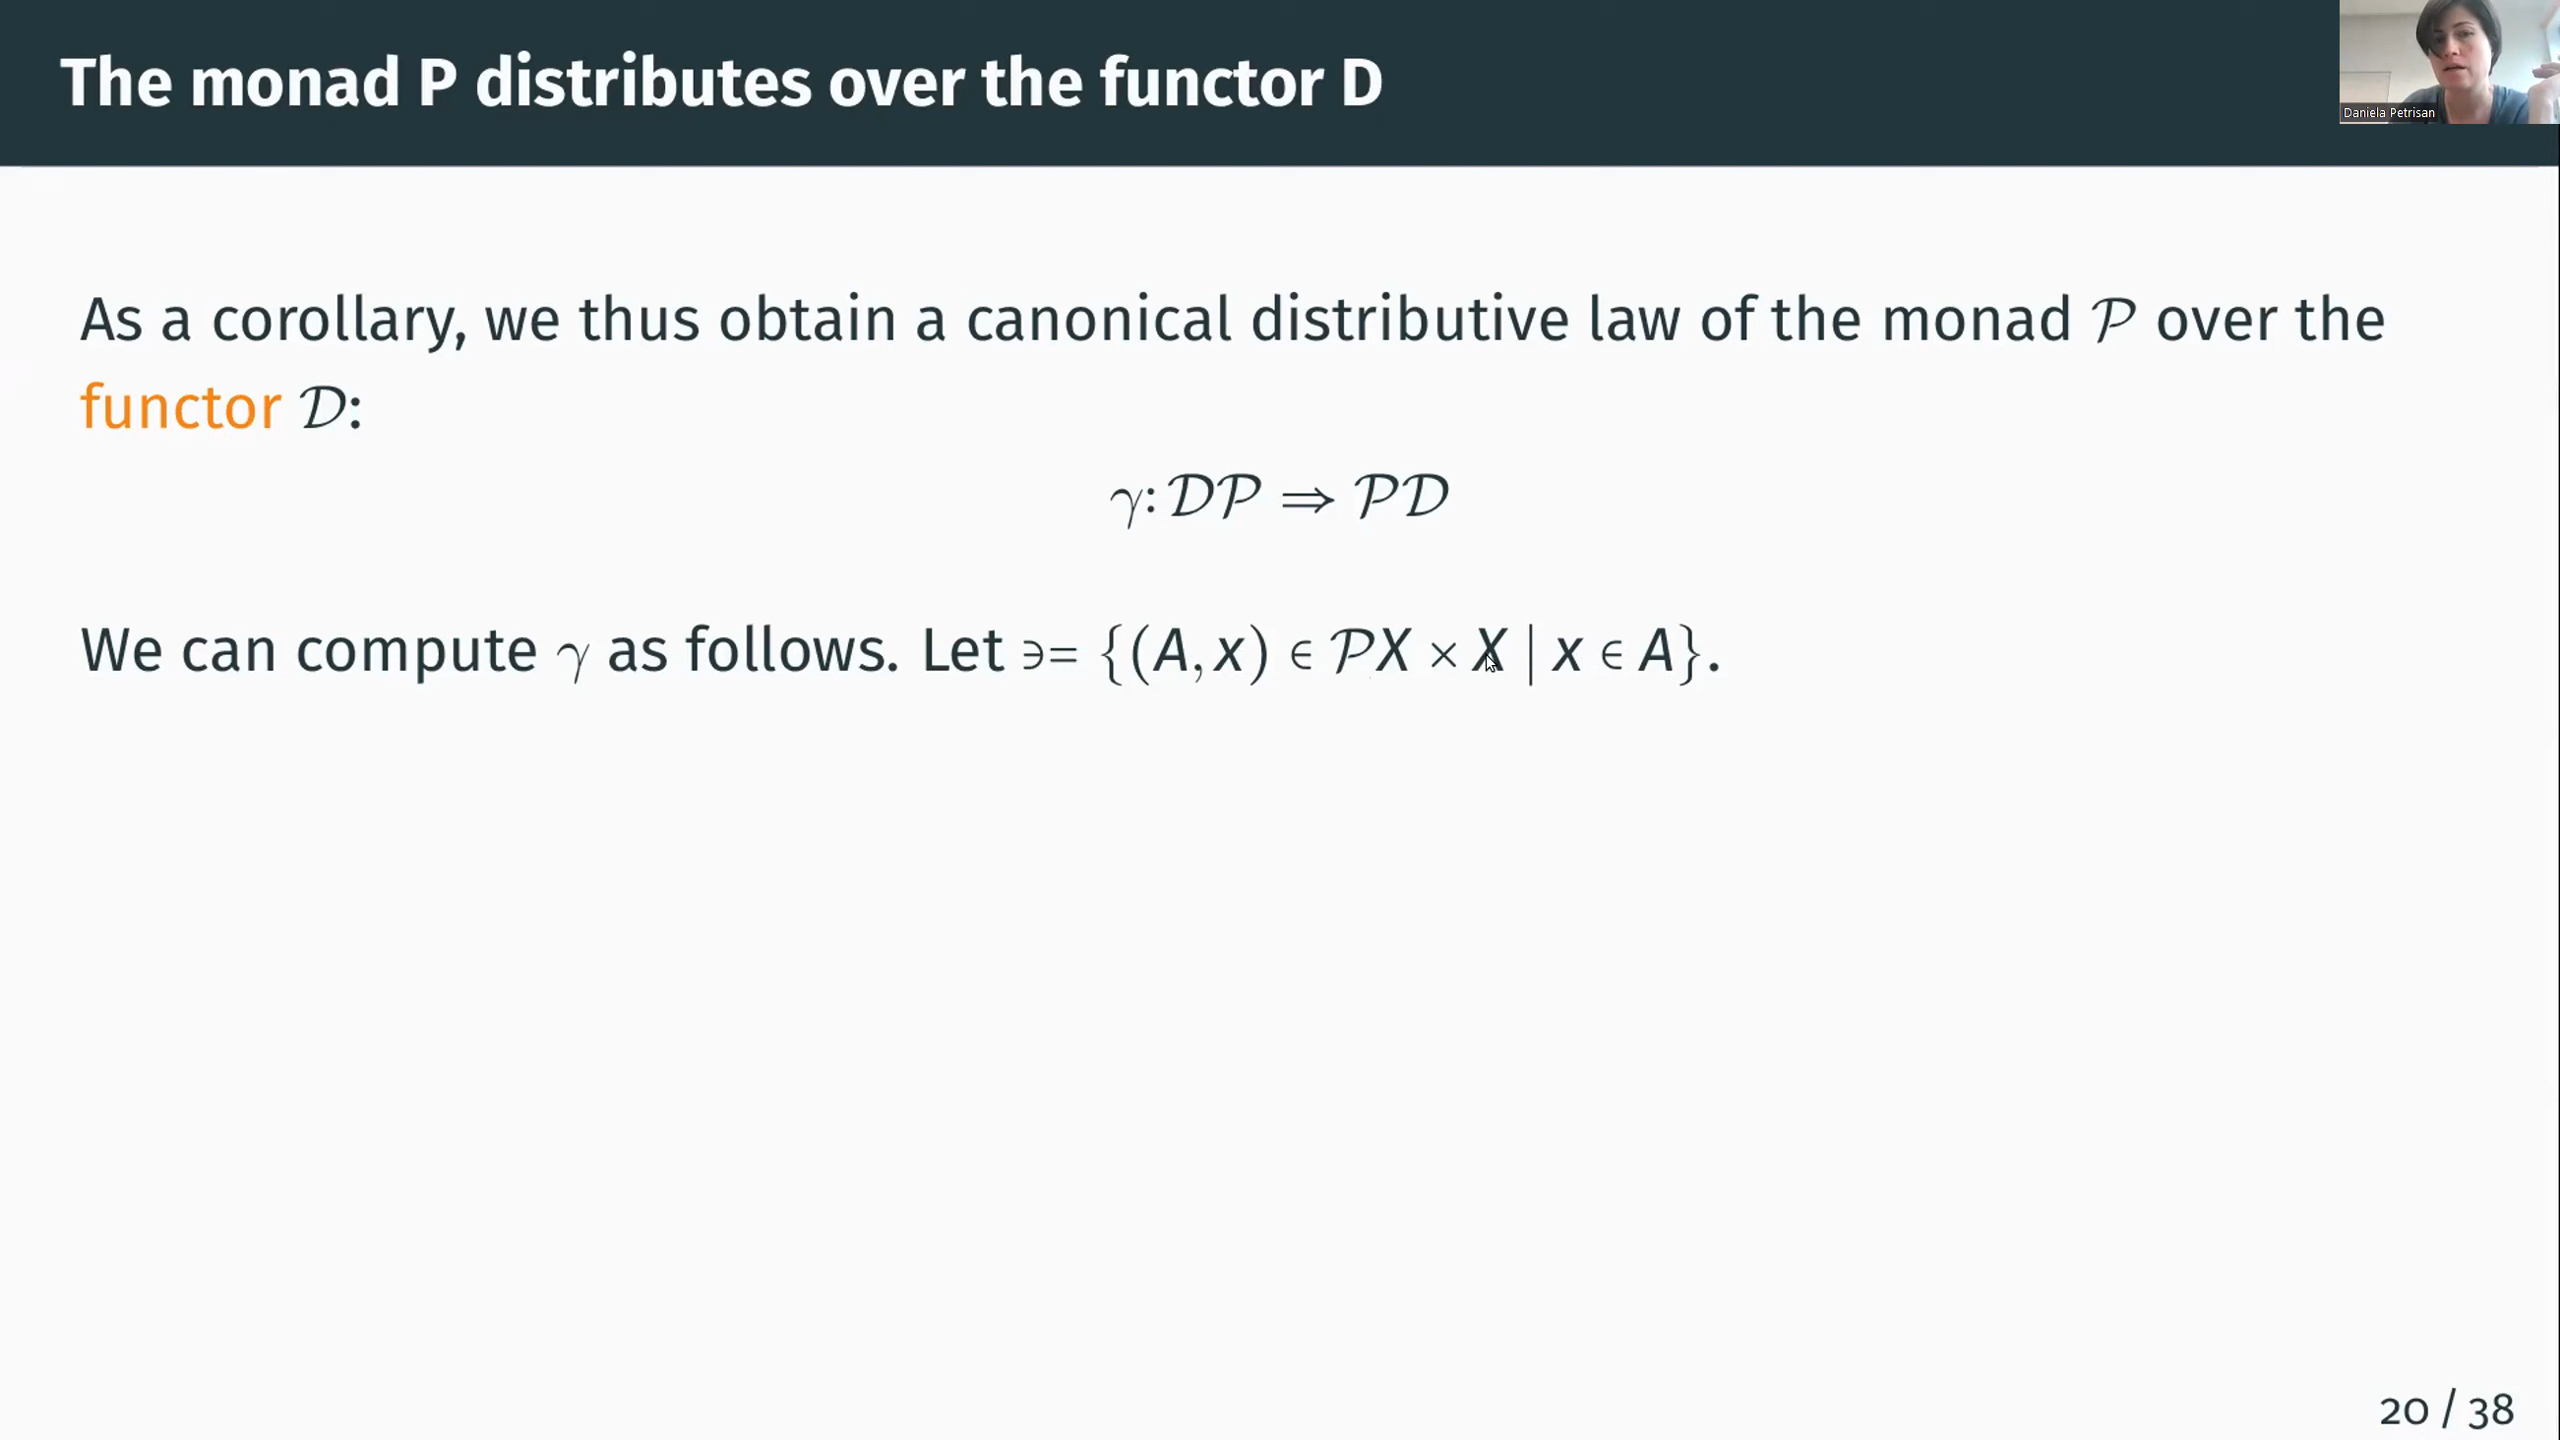 The monad P distributes over the functor D
Daniela Petrisan
As a corollary, we thus obtain a canonical distributive law of the monad 𝒫 over the
functor 𝒟:
γ: 𝒟𝒫 ⇒ 𝒫𝒟
We can compute γ as follows. Let ∋= {(A, x) ∈ 𝒫X × X | x ∈ A}.
20 / 38